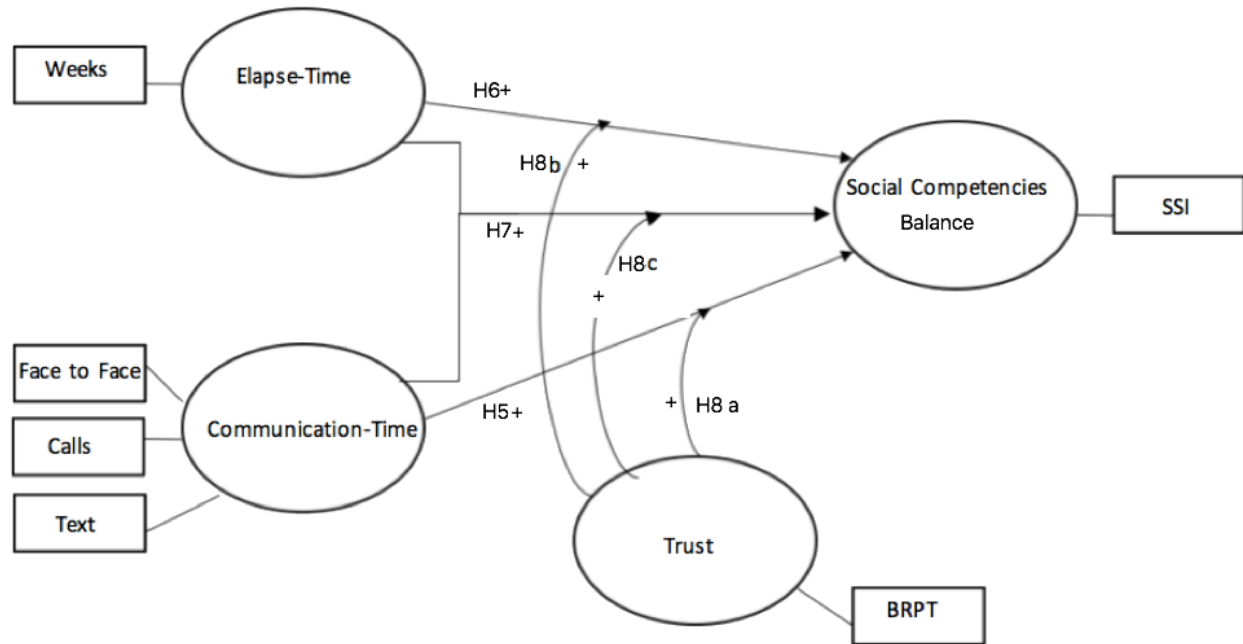 Weeks
Elapse-Time
H6+
H8b +
Social Competencies
Balance
SSI
H7+
H8c
+
Face to Face
Calls
Text
Communication-Time
H5+
+ H8 a
Trust
BRPT